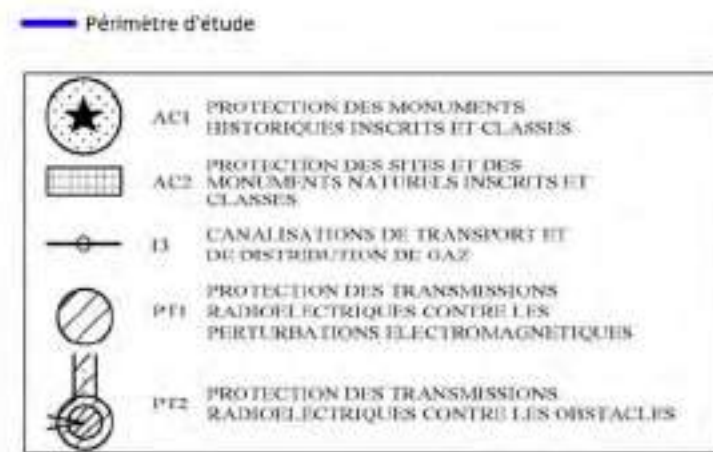 Périmètre d'étude
AC1 PROTECTION DES MONUMENTS
HISTORIQUES INSCRITS ET CLASSES
AC2 PROTECTION DES SITES ET DES
MONUMENTS NATURELS INSCRITS ET
CLASSES
I3 CANALISATIONS DE TRANSPORT ET
DE DISTRIBUTION DE GAZ
PT1 PROTECTION DES TRANSMISSIONS
RADIOELECTRIQUES CONTRE LES
PERTURBATIONS ELECTROMAGNETIQUES
PT2 PROTECTION DES TRANSMISSIONS
RADIOELECTRIQUES CONTRE LES OBSTACLES